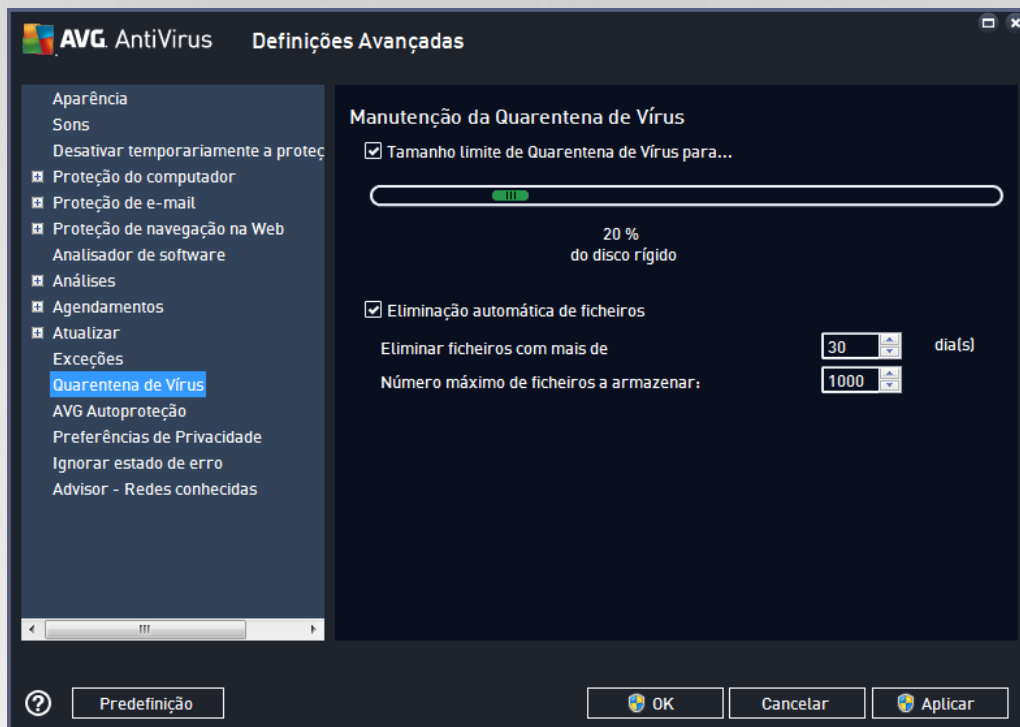 AVG. AntiVirus Definições Avançadas
Aparência
Sons
Desativar temporariamente a proteç
Proteção do computador
Proteção de e-mail
Proteção de navegação na Web
Analisador de software
Análises
Agendamentos
Atualizar
Exceções
Quarentena de Vírus
AVG Autoproteção
Preferências de Privacidade
Ignorar estado de erro
Advisor - Redes conhecidas
Manutenção da Quarentena de Vírus
Tamanho limite de Quarentena de Vírus para...
20 %
do disco rígido
Eliminação automática de ficheiros
Eliminar ficheiros com mais de 30 dia(s)
Número máximo de ficheiros a armazenar: 1000
Predefinição OK Cancelar Aplicar